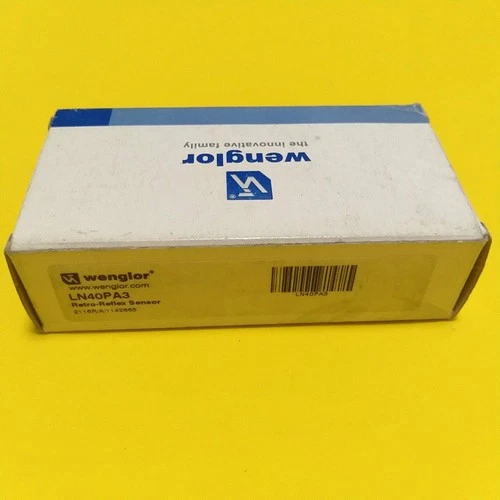 wenglor
the innovative family
wenglor®
www.wenglor.com
LN40PA3
Retro-Reflex Sensor
LN40PA3